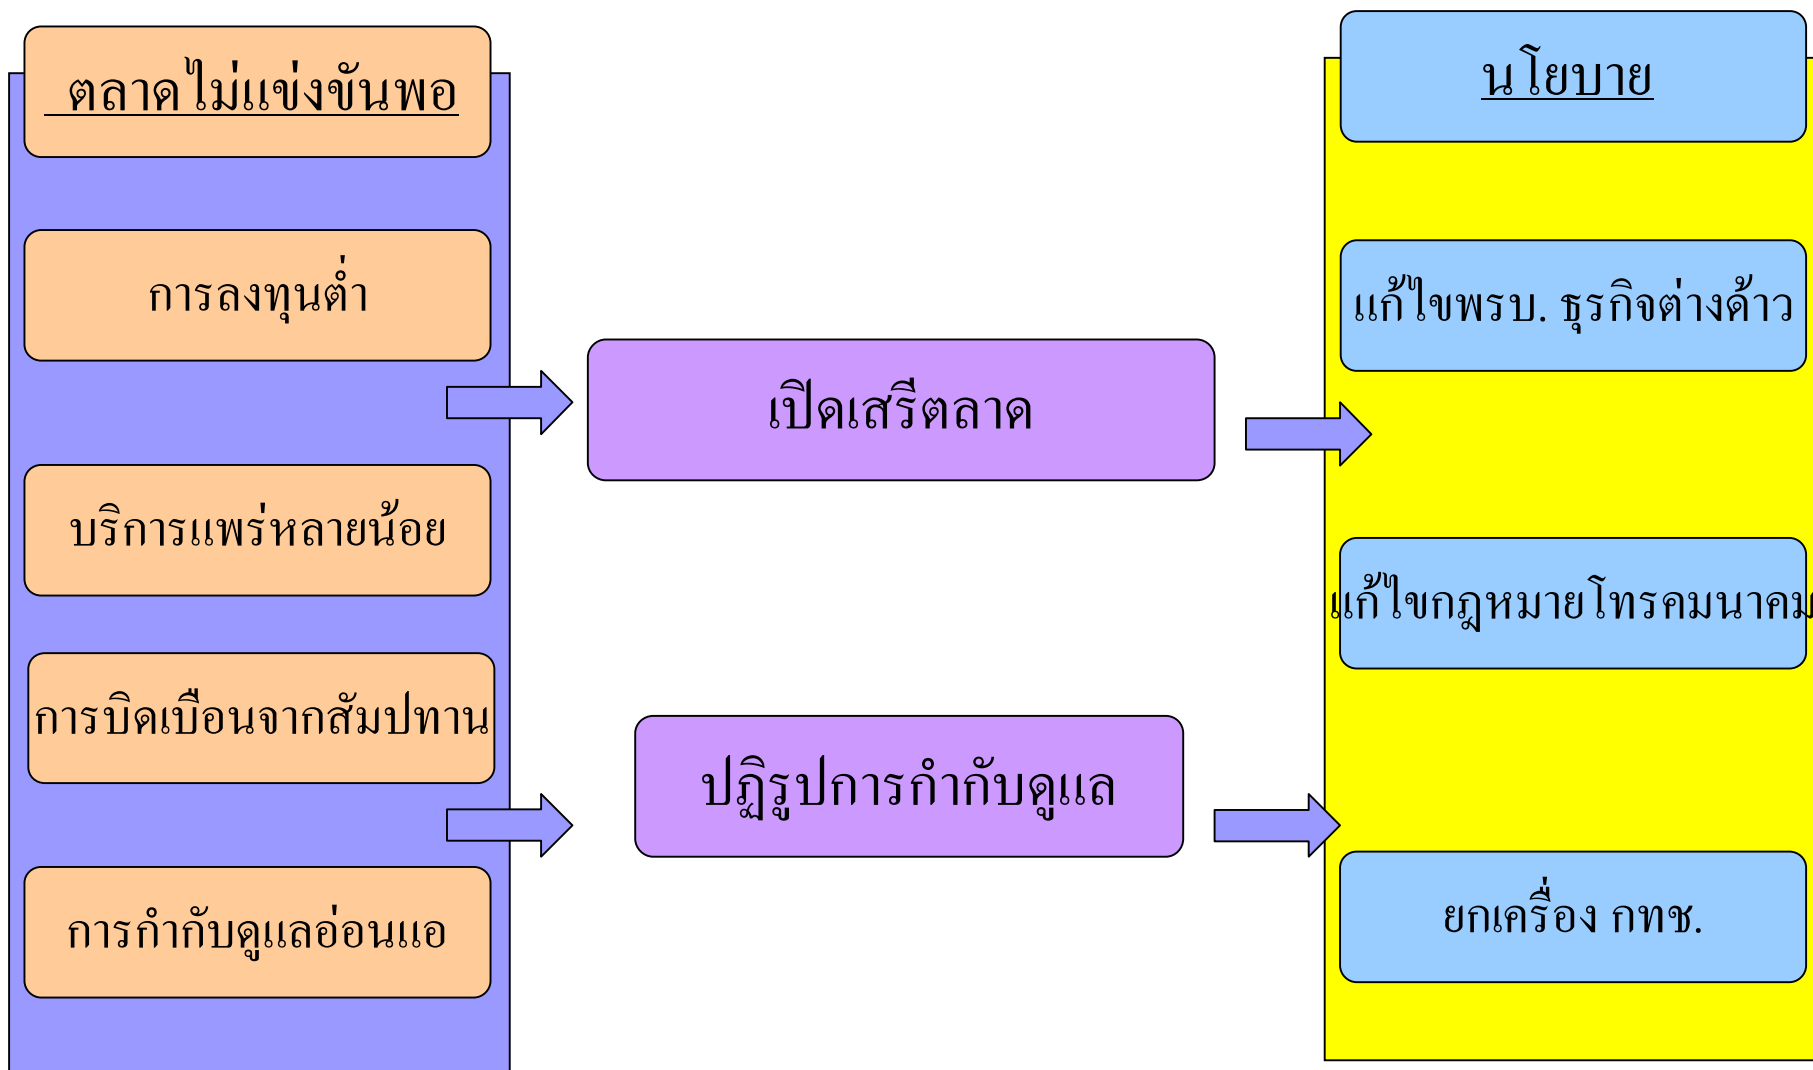 ตลาดไม่แข่งขันพอ
การลงทุนต่ำ
บริการแพร่หลายน้อย
การบิดเบือนจากสัมปทาน
การกำกับดูแลอ่อนแอ
เปิดเสรีตลาด
ปฏิรูปการกำกับดูแล
นโยบาย
แก้ไขพรบ. ธุรกิจต่างด้าว
แก้ไขกฎหมายโทรคมนาคม
ยกเครื่อง กทช.